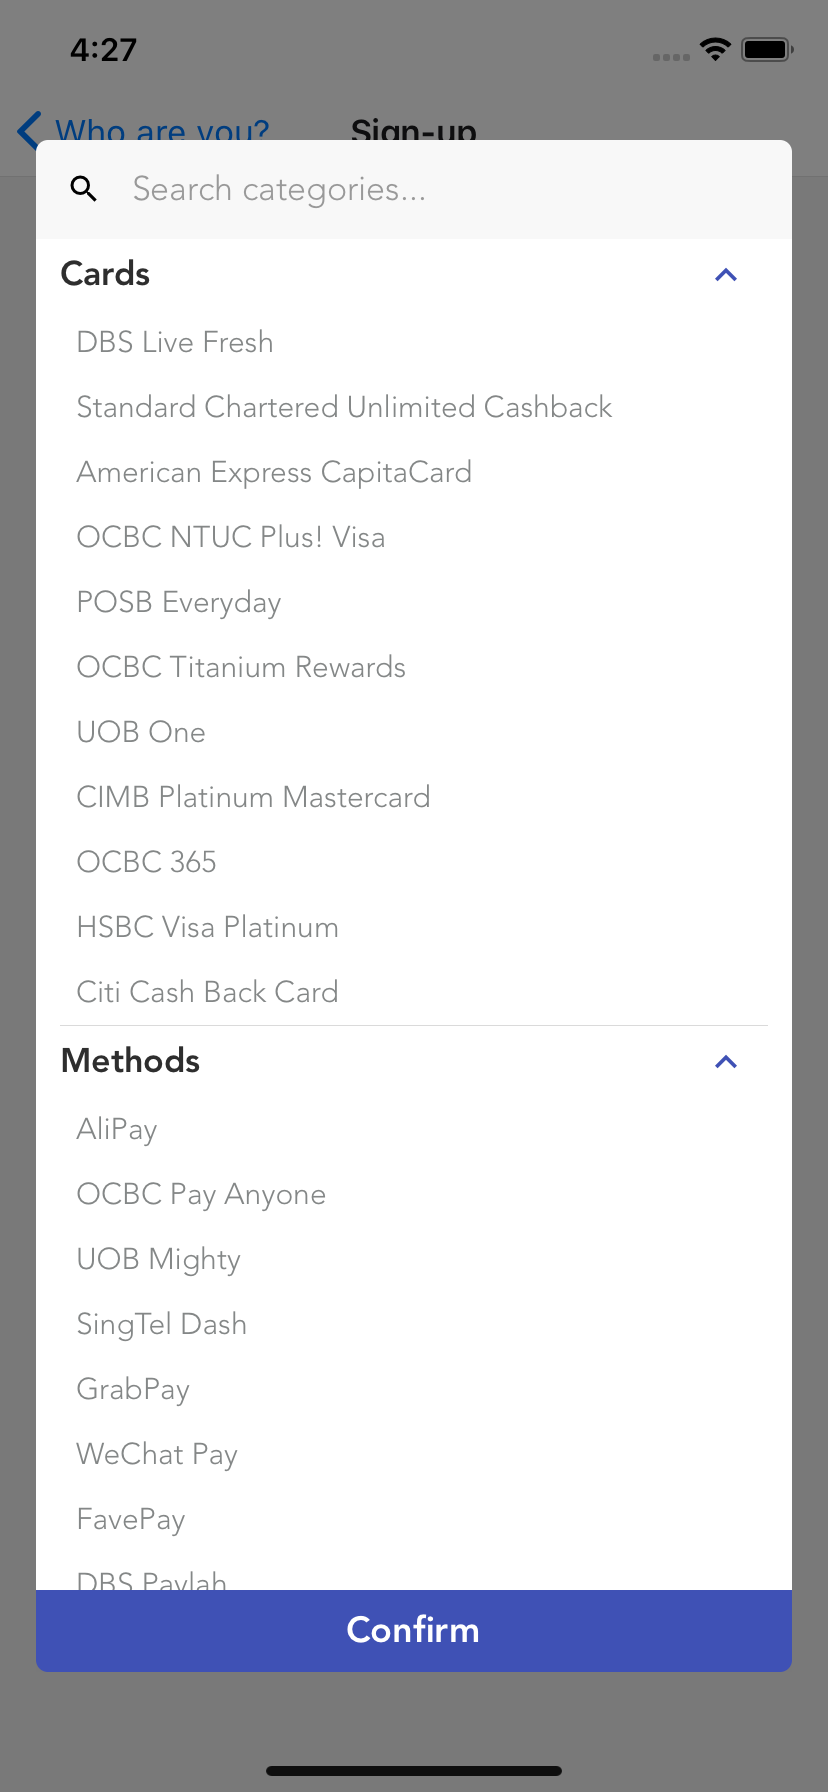 4:27
Who are you?
Sign-up
Search categories...
Cards
DBS Live Fresh
Standard Chartered Unlimited Cashback
American Express CapitaCard
OCBC NTUC Plus! Visa
POSB Everyday
OCBC Titanium Rewards
UOB One
CIMB Platinum Mastercard
OCBC 365
HSBC Visa Platinum
Citi Cash Back Card
Methods
AliPay
OCBC Pay Anyone
UOB Mighty
SingTel Dash
GrabPay
WeChat Pay
FavePay
DBS Paylah
Confirm